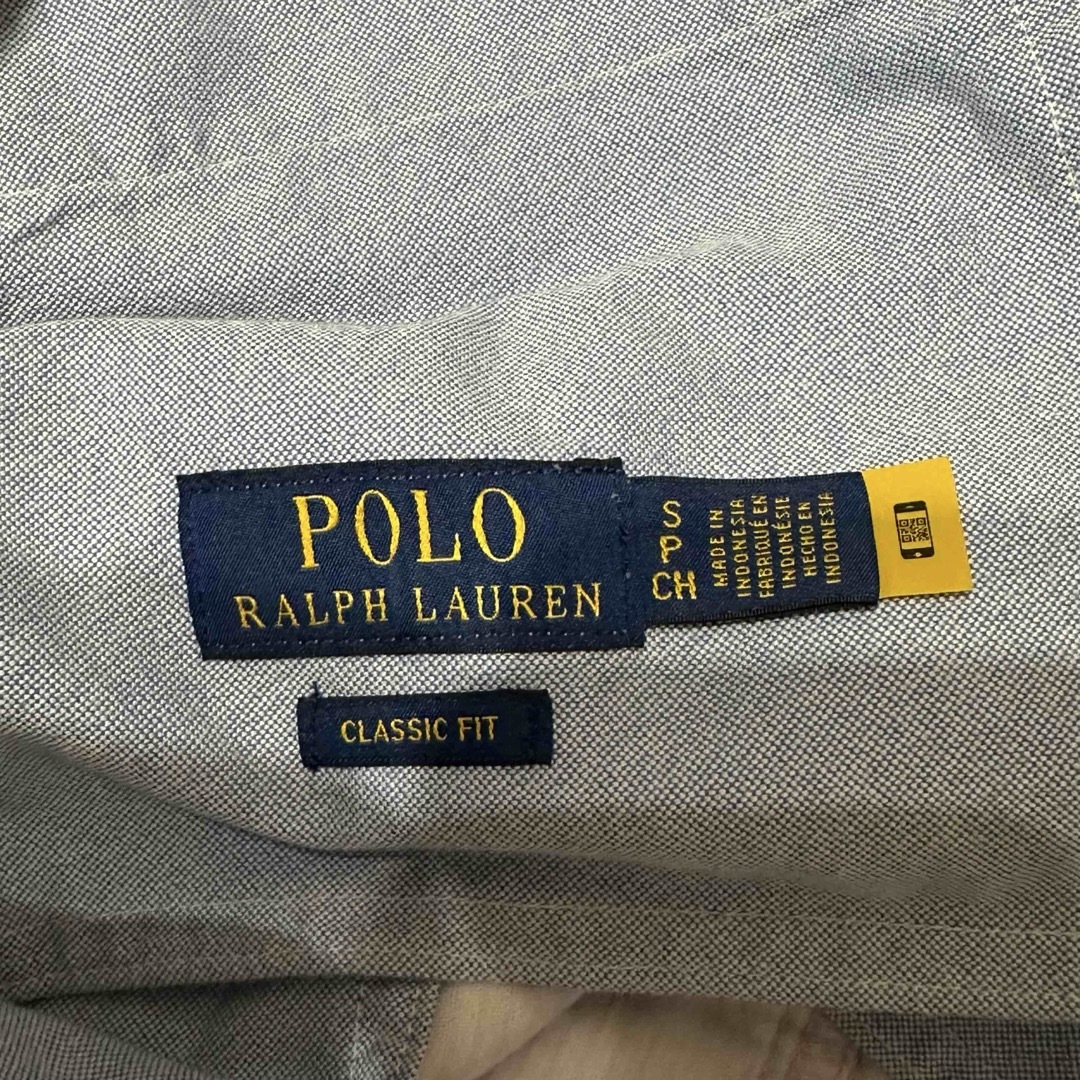 POLO
RALPH LAUREN
S
P
CH
MADE IN
INDONESIA
FABRIQUÉ EN
INDONÉSIE
HECHO EN
INDONESIA
CLASSIC FIT